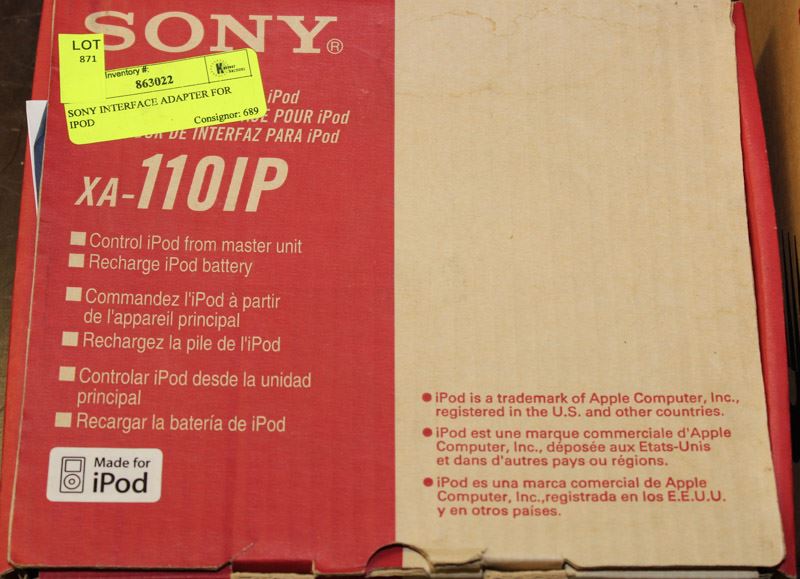 SONY®
LOT
871
Inventory #:
863022
SONY INTERFACE ADAPTER FOR
IPOD
Consignor: 689
iPod
POUR iPod
DE INTERFAZ PARA iPod
XA-110IP
Control iPod from master unit
Recharge iPod battery
Commandez l'iPod à partir
de l'appareil principal
Rechargez la pile de l'iPod
Controlar iPod desde la unidad
principal
Recargar la batería de iPod
Made for
iPod
• iPod is a trademark of Apple Computer, Inc.,
registered in the U.S. and other countries.
• iPod est une marque commerciale d'Apple
Computer, Inc., déposée aux Etats-Unis
et dans d'autres pays ou régions.
• iPod es una marca comercial de Apple
Computer, Inc.,registrada en los E.E.U.U.
y en otros países.